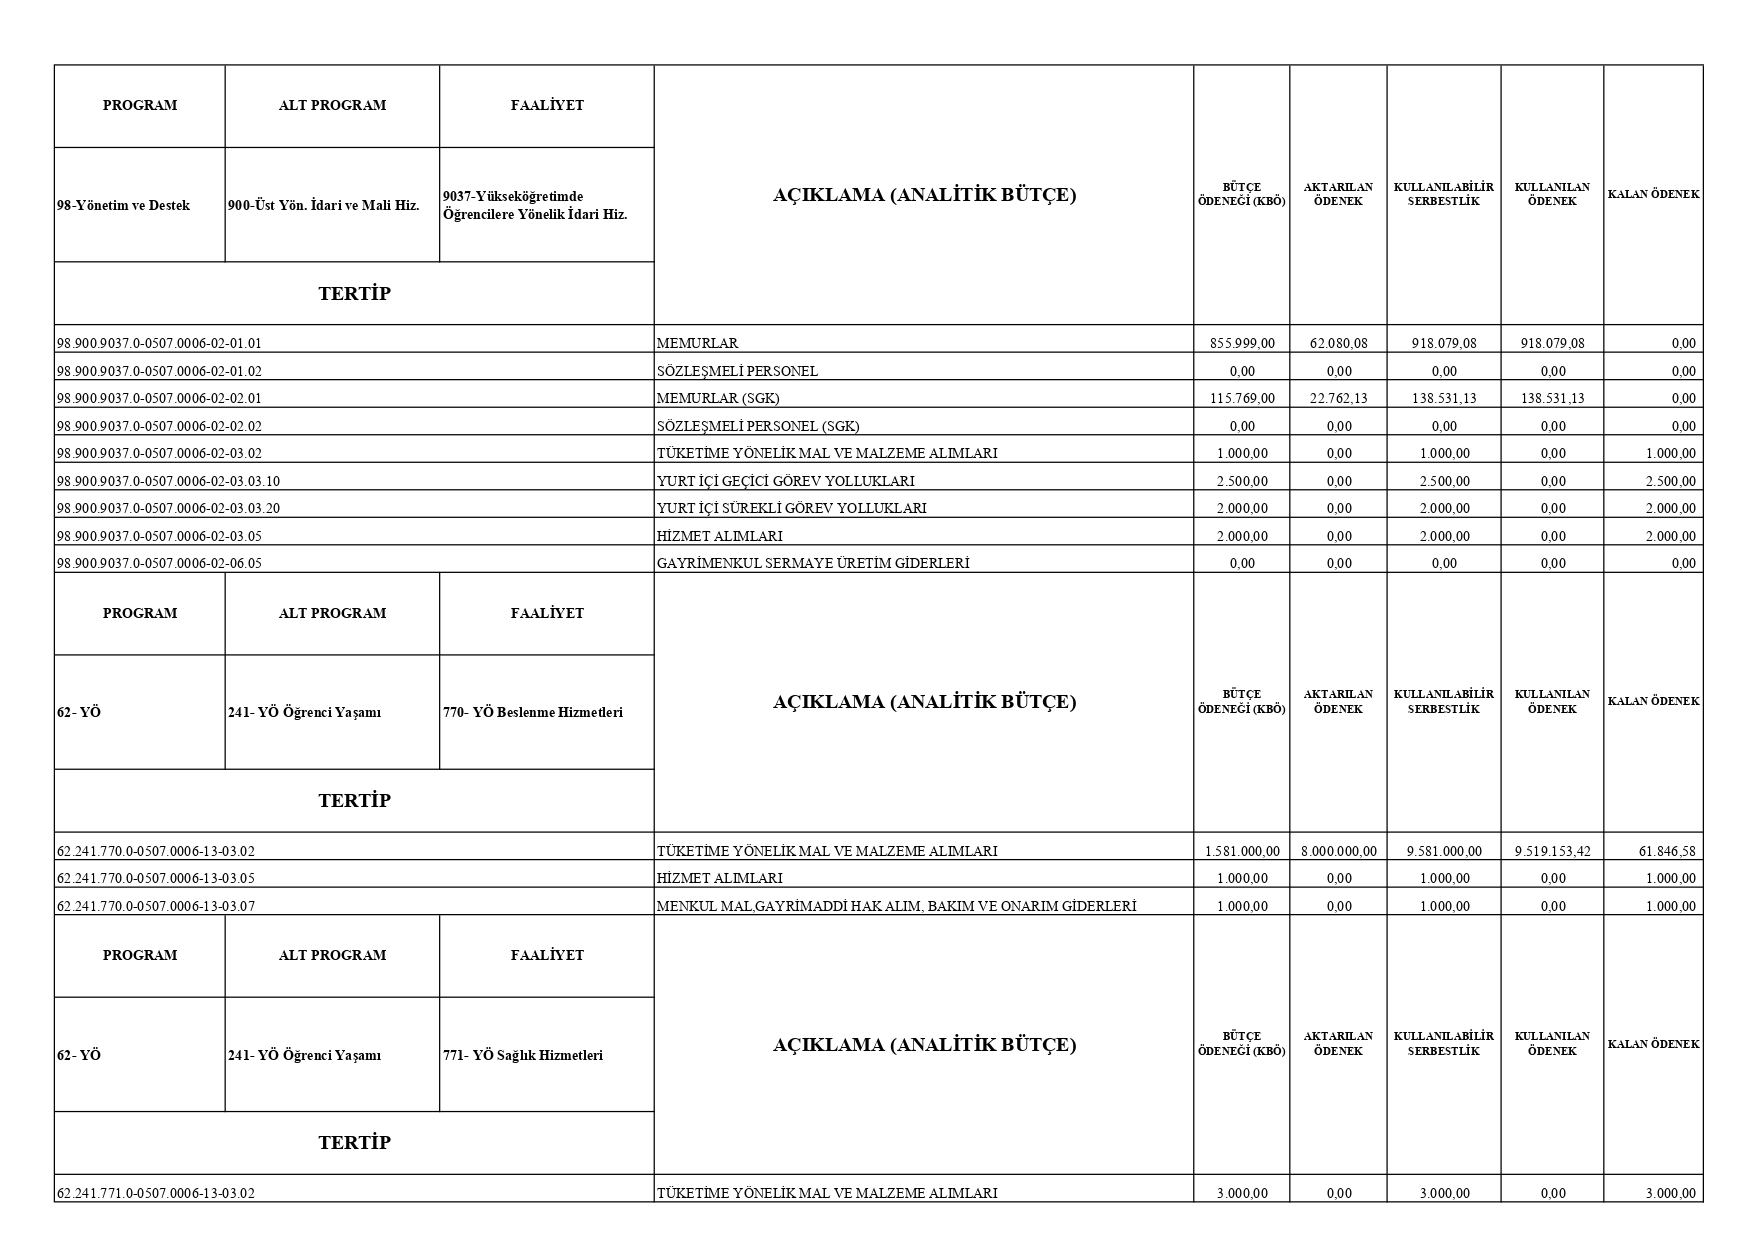 PROGRAM ALT PROGRAM FAALİYET
98-Yönetim ve Destek 900-Üst Yön. İdari ve Mali Hiz. 9037-Yükseköğretimde
Öğrencilere Yönelik İdari Hiz.
TERTİP
AÇIKLAMA (ANALİTİK BÜTÇE)
BÜTÇE
ÖDENEĞİ (KBÖ)
AKTARILAN
ÖDENEK
KULLANILABİLİR
SERBESTLİK
KULLANILAN
ÖDENEK
KALAN ÖDENEK
98.900.9037.0-0507.0006-02-01.01 MEMURLAR 855.999,00 62.080,08 918.079,08 918.079,08 0,00
98.900.9037.0-0507.0006-02-01.02 SÖZLEŞMELİ PERSONEL 0,00 0,00 0,00 0,00 0,00
98.900.9037.0-0507.0006-02-02.01 MEMURLAR (SGK) 115.769,00 22.762,13 138.531,13 138.531,13 0,00
98.900.9037.0-0507.0006-02-02.02 SÖZLEŞMELİ PERSONEL (SGK) 0,00 0,00 0,00 0,00 0,00
98.900.9037.0-0507.0006-02-03.02 TÜKETİME YÖNELİK MAL VE MALZEME ALIMLARI 1.000,00 0,00 1.000,00 0,00 1.000,00
98.900.9037.0-0507.0006-02-03.03.10 YURT İÇİ GEÇİCİ GÖREV YOLLUKLARI 2.500,00 0,00 2.500,00 0,00 2.500,00
98.900.9037.0-0507.0006-02-03.03.20 YURT İÇİ SÜREKLİ GÖREV YOLLUKLARI 2.000,00 0,00 2.000,00 0,00 2.000,00
98.900.9037.0-0507.0006-02-03.05 HİZMET ALIMLARI 2.000,00 0,00 2.000,00 0,00 2.000,00
98.900.9037.0-0507.0006-02-06.05 GAYRİMENKUL SERMAYE ÜRETİM GİDERLERİ 0,00 0,00 0,00 0,00 0,00
PROGRAM ALT PROGRAM FAALİYET
62- YÖ 241- YÖ Öğrenci Yaşamı 770- YÖ Beslenme Hizmetleri
TERTİP
AÇIKLAMA (ANALİTİK BÜTÇE)
BÜTÇE
ÖDENEĞİ (KBÖ)
AKTARILAN
ÖDENEK
KULLANILABİLİR
SERBESTLİK
KULLANILAN
ÖDENEK
KALAN ÖDENEK
62.241.770.0-0507.0006-13-03.02 TÜKETİME YÖNELİK MAL VE MALZEME ALIMLARI 1.581.000,00 8.000.000,00 9.581.000,00 9.519.153,42 61.846,58
62.241.770.0-0507.0006-13-03.05 HİZMET ALIMLARI 1.000,00 0,00 1.000,00 0,00 1.000,00
62.241.770.0-0507.0006-13-03.07 MENKUL MAL,GAYRİMADDİ HAK ALIM, BAKIM VE ONARIM GİDERLERİ 1.000,00 0,00 1.000,00 0,00 1.000,00
PROGRAM ALT PROGRAM FAALİYET
62- YÖ 241- YÖ Öğrenci Yaşamı 771- YÖ Sağlık Hizmetleri
TERTİP
AÇIKLAMA (ANALİTİK BÜTÇE)
BÜTÇE
ÖDENEĞİ (KBÖ)
AKTARILAN
ÖDENEK
KULLANILABİLİR
SERBESTLİK
KULLANILAN
ÖDENEK
KALAN ÖDENEK
62.241.771.0-0507.0006-13-03.02 TÜKETİME YÖNELİK MAL VE MALZEME ALIMLARI 3.000,00 0,00 3.000,00 0,00 3.000,00